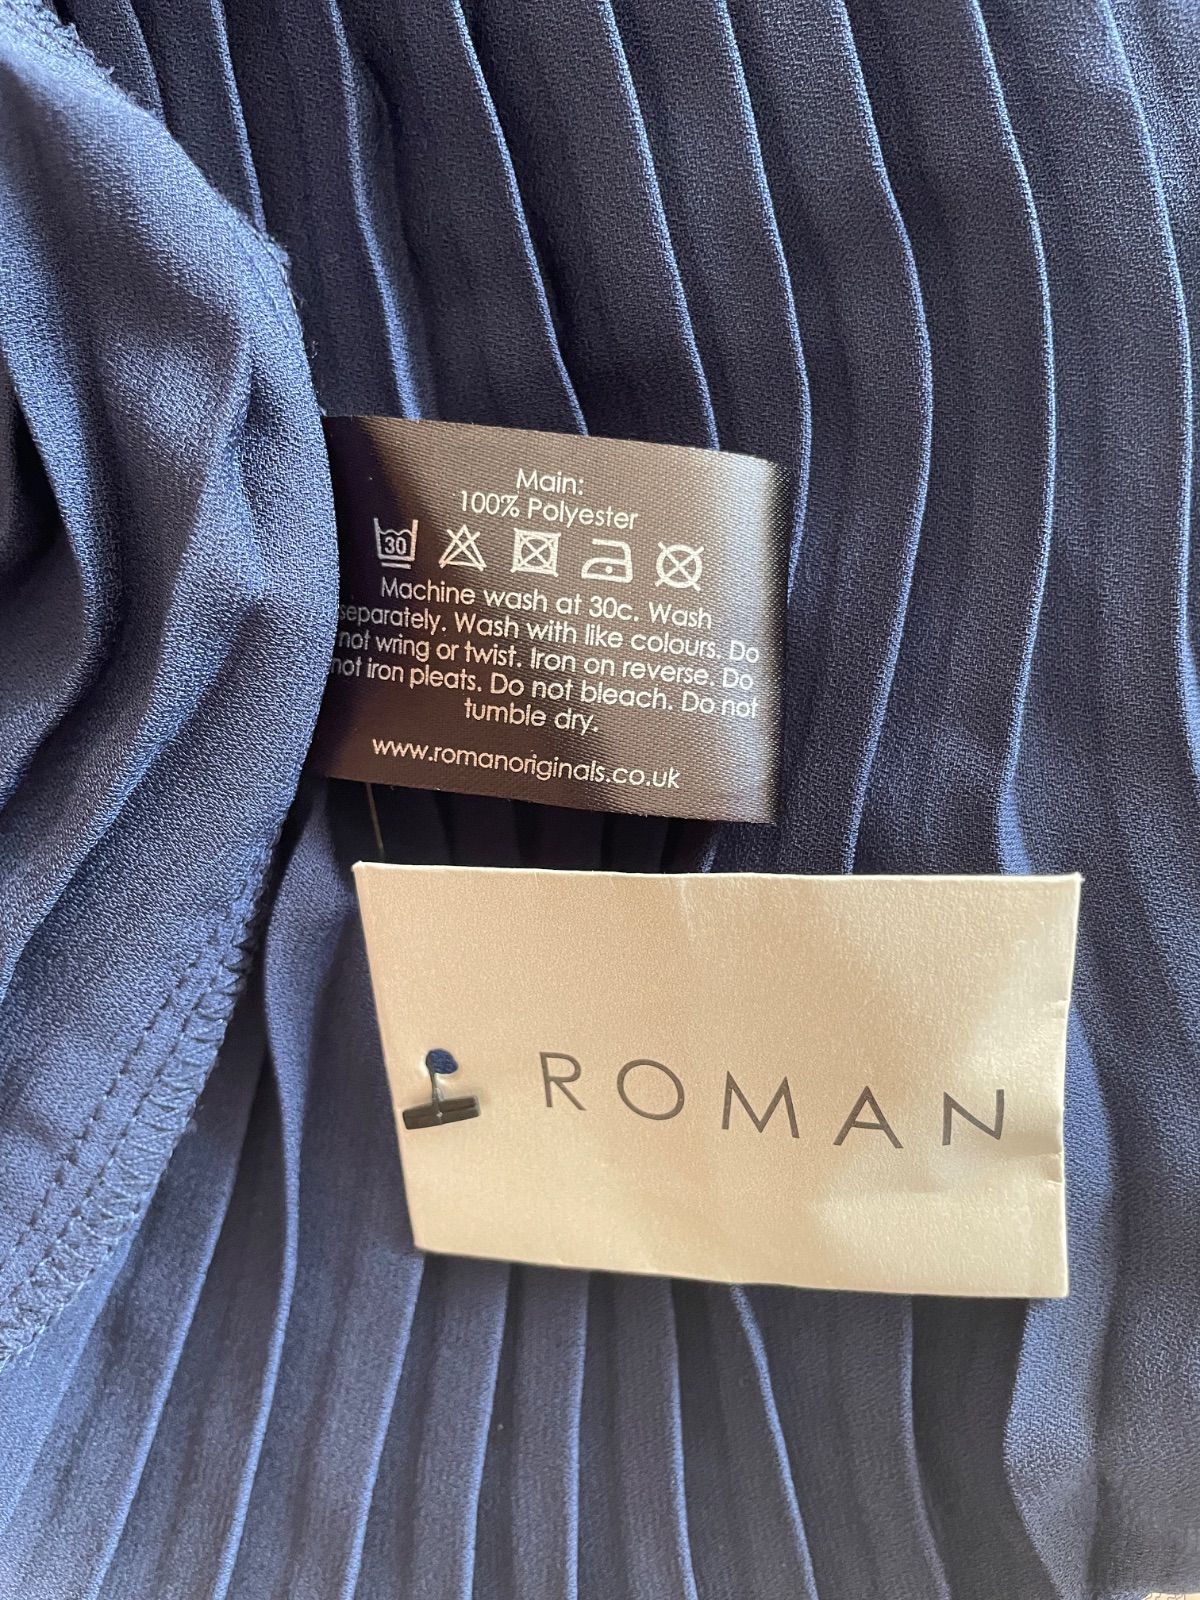 Main:
100% Polyester
30
Machine wash at 30c. Wash
separately. Wash with like colours. Do
not wring or twist. Iron on reverse. Do
not iron pleats. Do not bleach. Do not
tumble dry.
www.romanoriginals.co.uk
ROMAN